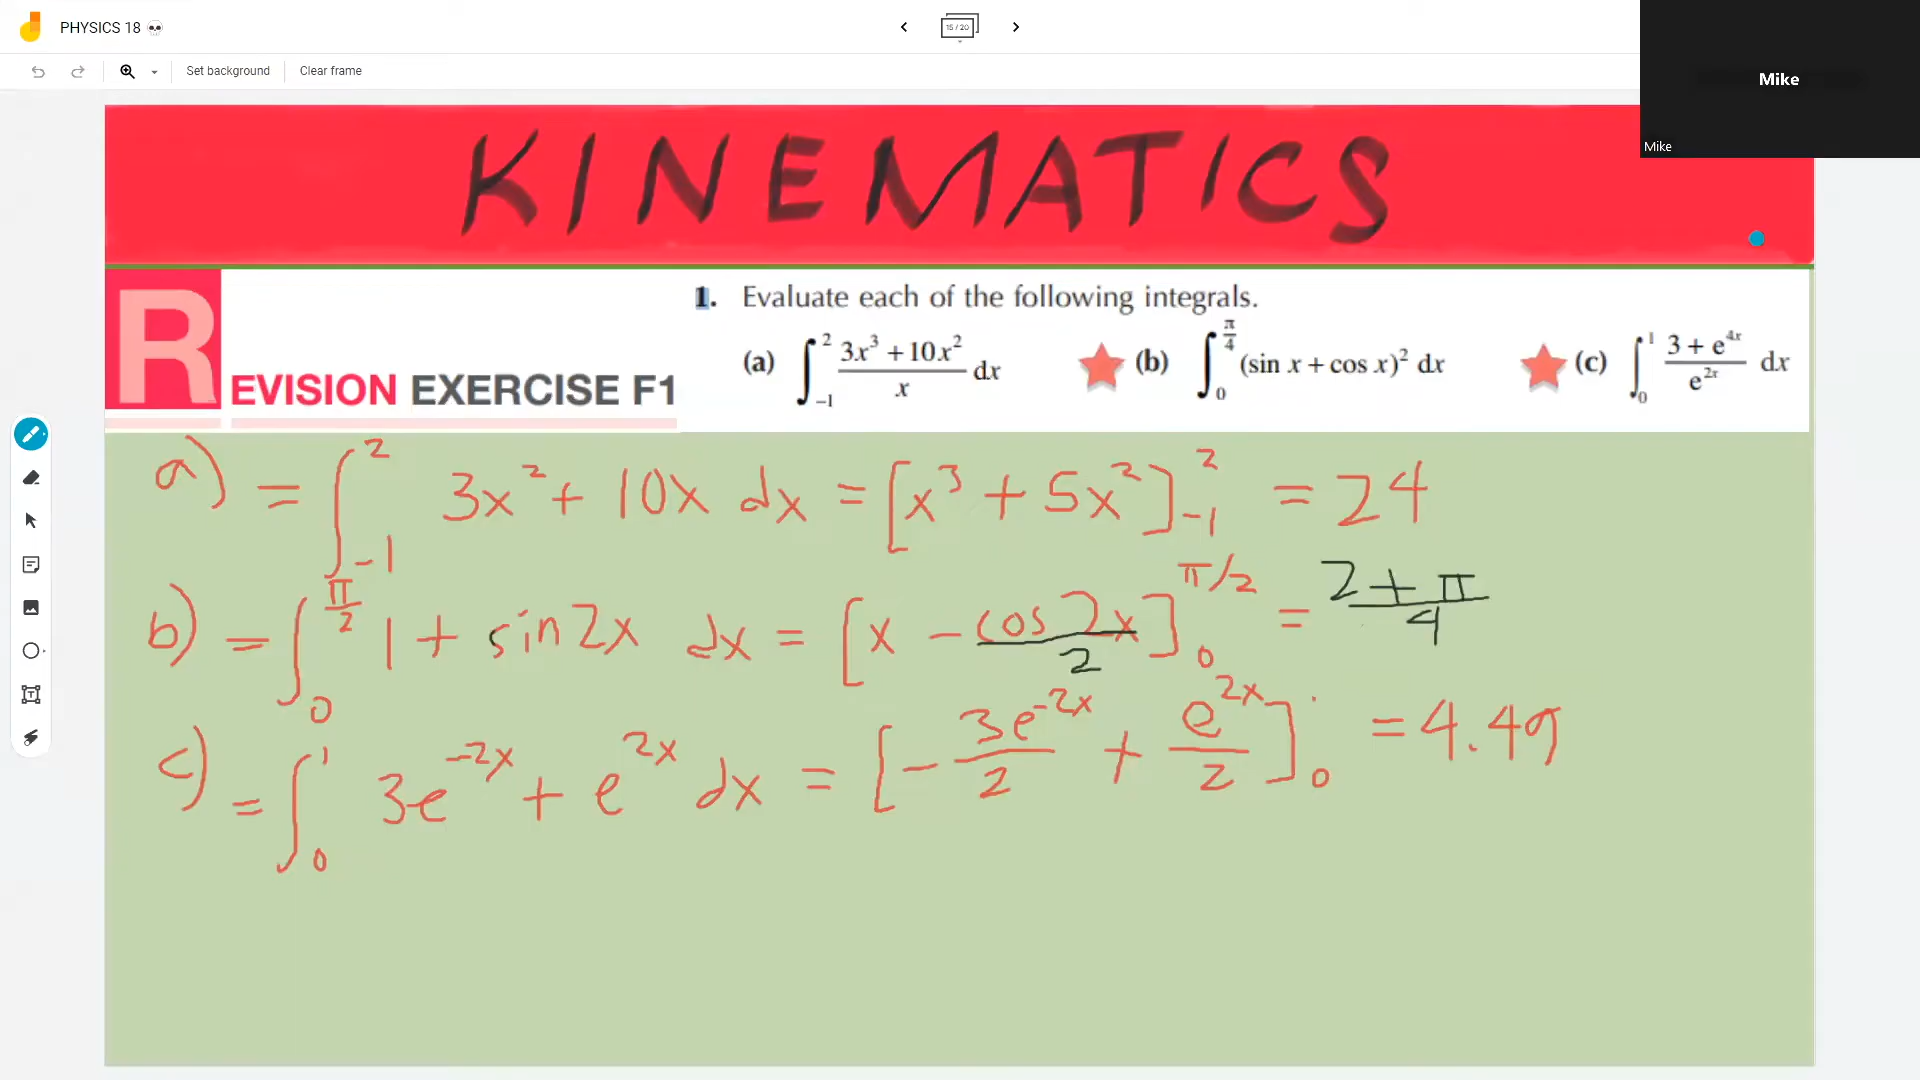 PHYSICS 18 💀
15 / 20
Set background
Clear frame
Mike
Mike
KINEMATICS
REVISION EXERCISE F1
1. Evaluate each of the following integrals.
(a) ∫_{-1}^{2} (3x³ + 10x²)/x dx (b) ∫_0^{π/4} (sin x + cos x)² dx (c) ∫_0^1 (3 + e^{4x})/e^{2x} dx
a) = ∫_{-1}^{2} 3x² + 10x dx = [x³ + 5x²]_{-1}^{2} = 24
b) = ∫_0^{π/2} 1 + sin2x dx = [x - cos2x/2]_0^{π/2} = (2 + π)/4
c) = ∫_0^1 3e^{-2x} + e^{2x} dx = [-3e^{-2x}/2 + e^{2x}/2]_0 = 4.49